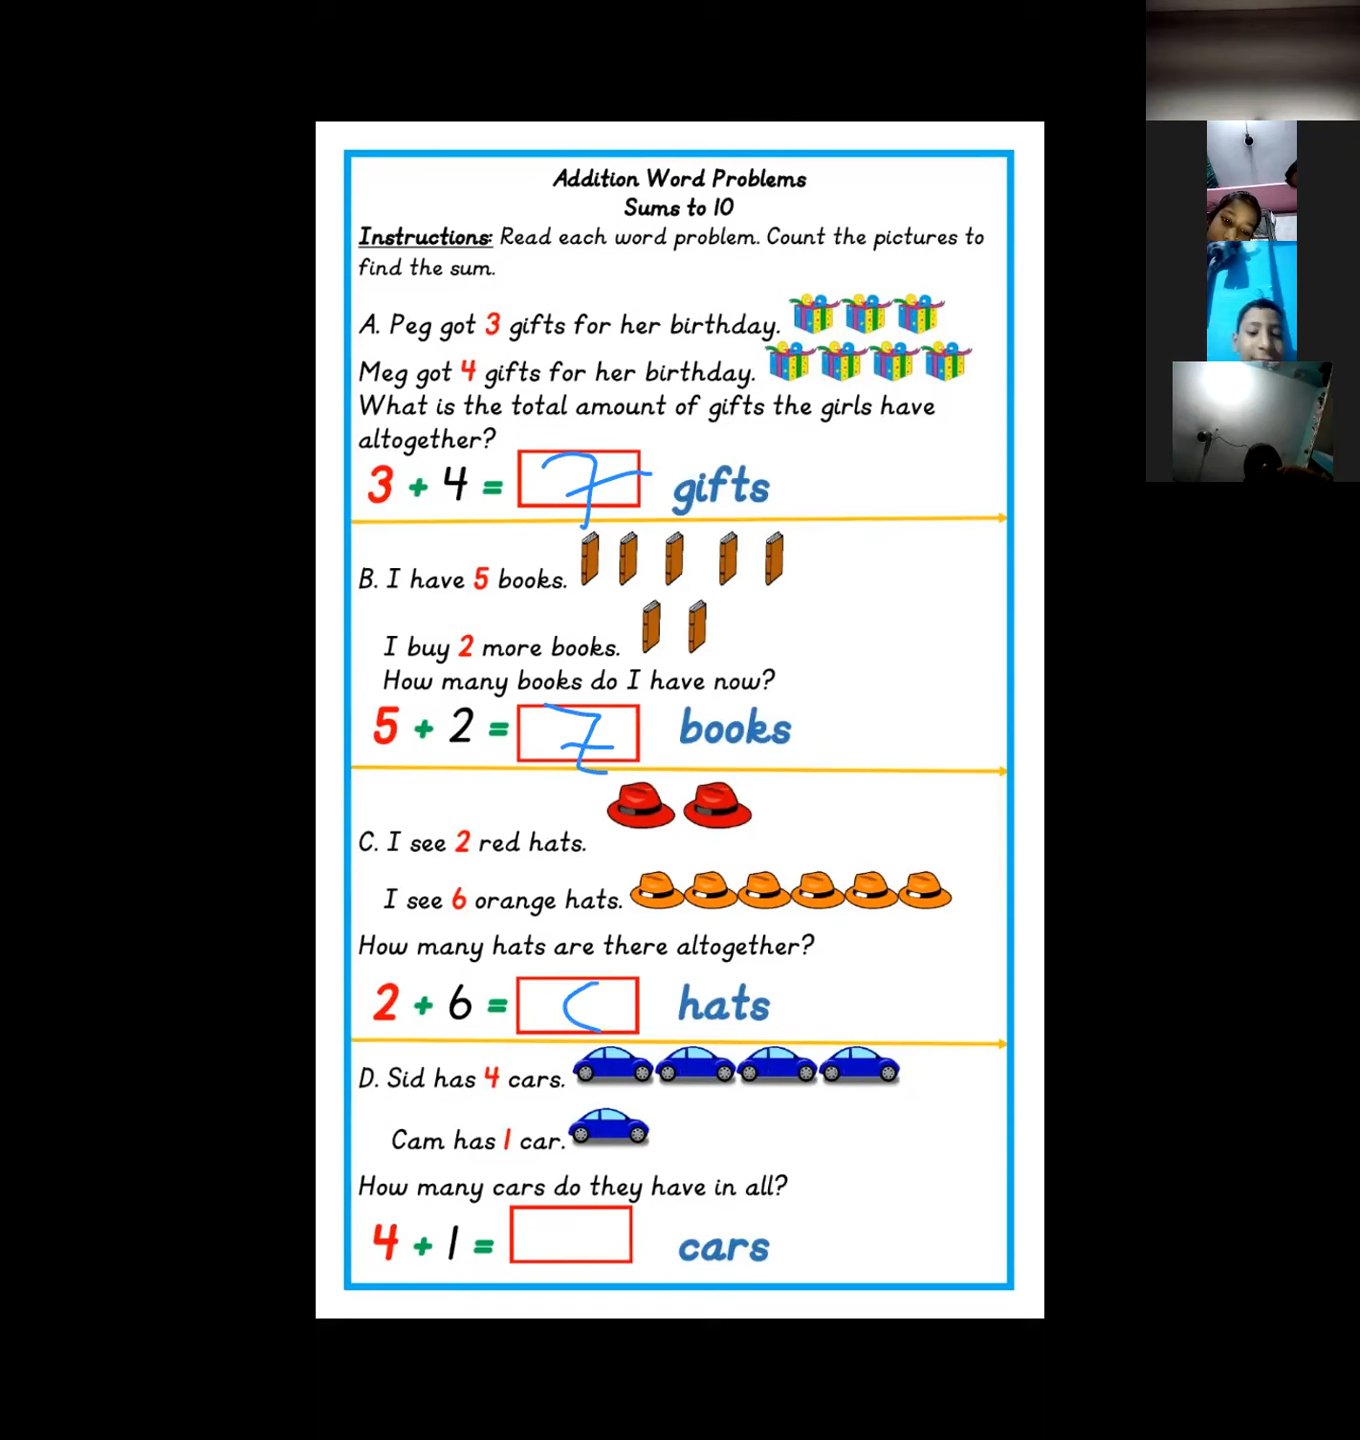 Addition Word Problems
Sums to 10
Instructions: Read each word problem. Count the pictures to
find the sum.
A. Peg got 3 gifts for her birthday.
Meg got 4 gifts for her birthday.
What is the total amount of gifts the girls have
altogether?
3 + 4 = 7 gifts
B. I have 5 books.
I buy 2 more books.
How many books do I have now?
5 + 2 = 7 books
C. I see 2 red hats.
I see 6 orange hats.
How many hats are there altogether?
2 + 6 = hats
D. Sid has 4 cars.
Cam has 1 car.
How many cars do they have in all?
4 + 1 = cars